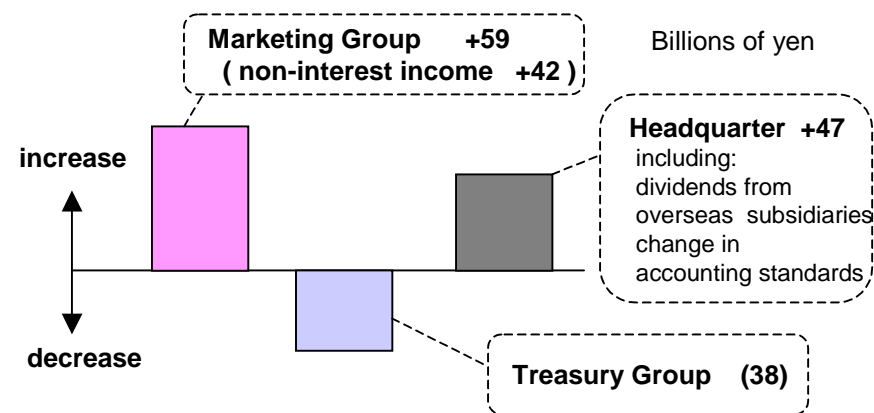 Marketing Group +59
( non-interest income +42 )
Billions of yen
Headquarter +47
including:
dividends from
overseas subsidiaries
change in
accounting standards
increase
decrease
Treasury Group (38)